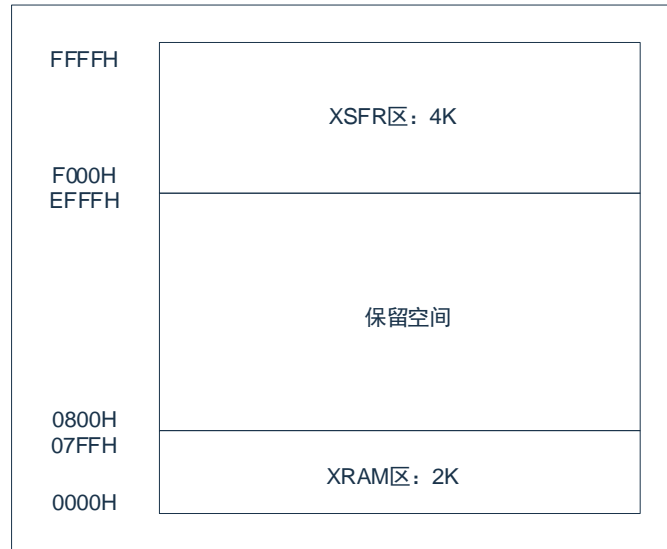 FFFFH
XSFR区：4K
F000H
EFFFH
保留空间
0800H
07FFH
XRAM区：2K
0000H